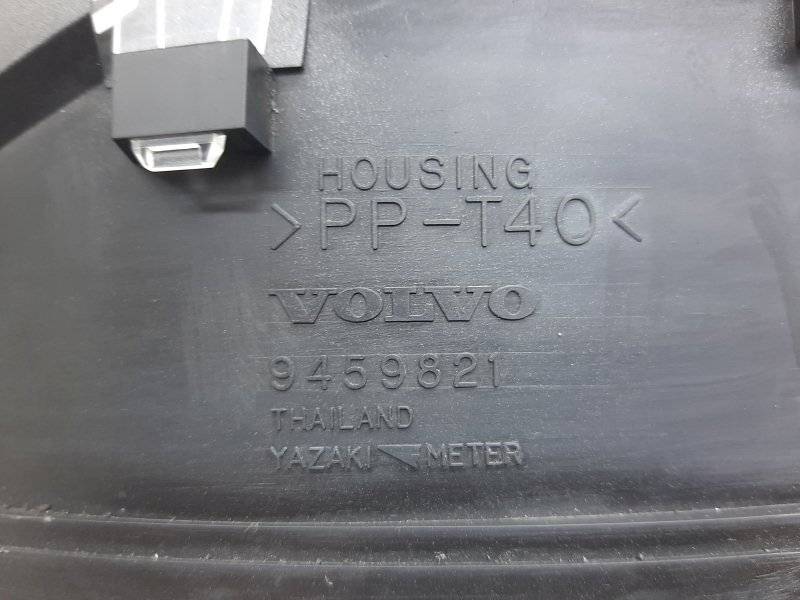 HOUSING
>PP-T40<
VOLVO
9459821
THAILAND
YAZAKI METER